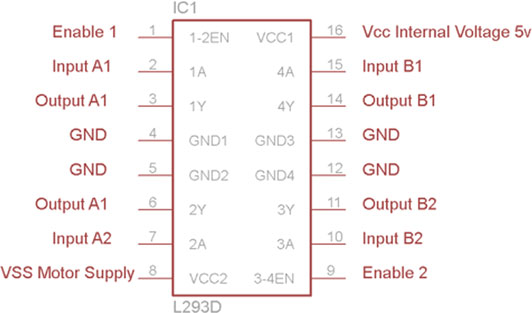 IC1
Enable 1 1 1-2EN VCC1 16 Vcc Internal Voltage 5v
Input A1 2 1A 4A 15 Input B1
Output A1 3 1Y 4Y 14 Output B1
GND 4 GND1 GND3 13 GND
GND 5 GND2 GND4 12 GND
Output A1 6 2Y 3Y 11 Output B2
Input A2 7 2A 3A 10 Input B2
VSS Motor Supply 8 VCC2 3-4EN 9 Enable 2
L293D